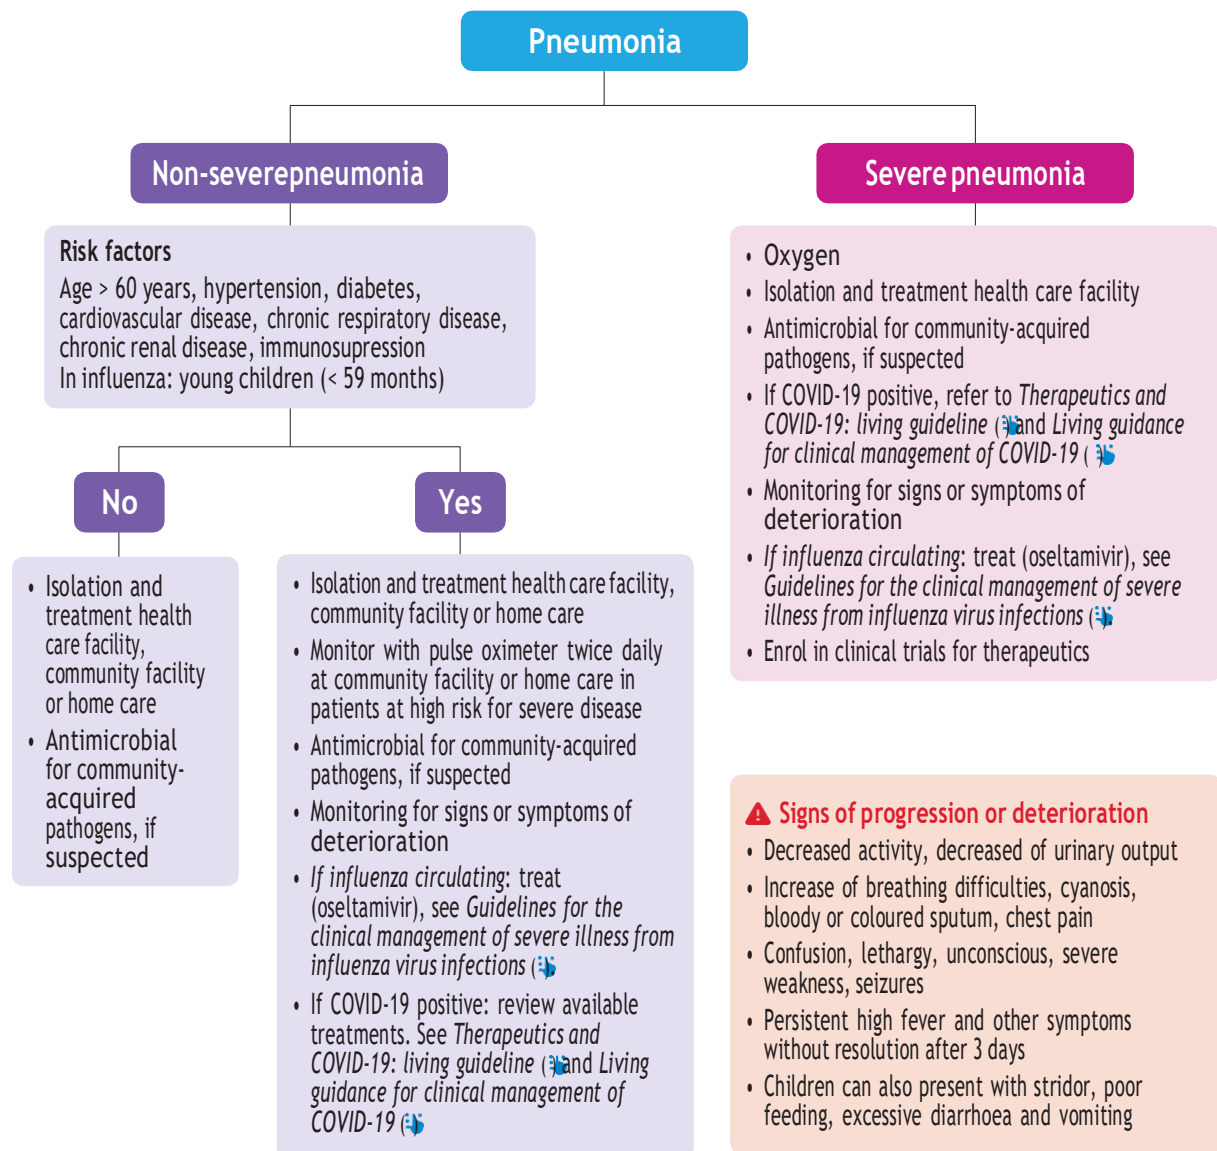 Pneumonia
Non-severepneumonia
Risk factors
Age > 60 years, hypertension, diabetes,
cardiovascular disease, chronic respiratory disease,
chronic renal disease, immunosupression
In influenza: young children (< 59 months)
No
• Isolation and
treatment health
care facility,
community facility
or home care
• Antimicrobial
for community-
acquired
pathogens, if
suspected
Yes
• Isolation and treatment health care facility,
community facility or home care
• Monitor with pulse oximeter twice daily
at community facility or home care in
patients at high risk for severe disease
• Antimicrobial for community-acquired
pathogens, if suspected
• Monitoring for signs or symptoms of
deterioration
• If influenza circulating: treat
(oseltamivir), see Guidelines for the
clinical management of severe illness from
influenza virus infections ( ).
• If COVID-19 positive: review available
treatments. See Therapeutics and
COVID-19: living guideline ( ) and Living
guidance for clinical management of
COVID-19 ( )
Severe pneumonia
• Oxygen
• Isolation and treatment health care facility
• Antimicrobial for community-acquired
pathogens, if suspected
• If COVID-19 positive, refer to Therapeutics and
COVID-19: living guideline ( ) and Living guidance
for clinical management of COVID-19 ( )
• Monitoring for signs or symptoms of
deterioration
• If influenza circulating: treat (oseltamivir), see
Guidelines for the clinical management of severe
illness from influenza virus infections ( ).
• Enrol in clinical trials for therapeutics
Signs of progression or deterioration
• Decreased activity, decreased of urinary output
• Increase of breathing difficulties, cyanosis,
bloody or coloured sputum, chest pain
• Confusion, lethargy, unconscious, severe
weakness, seizures
• Persistent high fever and other symptoms
without resolution after 3 days
• Children can also present with stridor, poor
feeding, excessive diarrhoea and vomiting